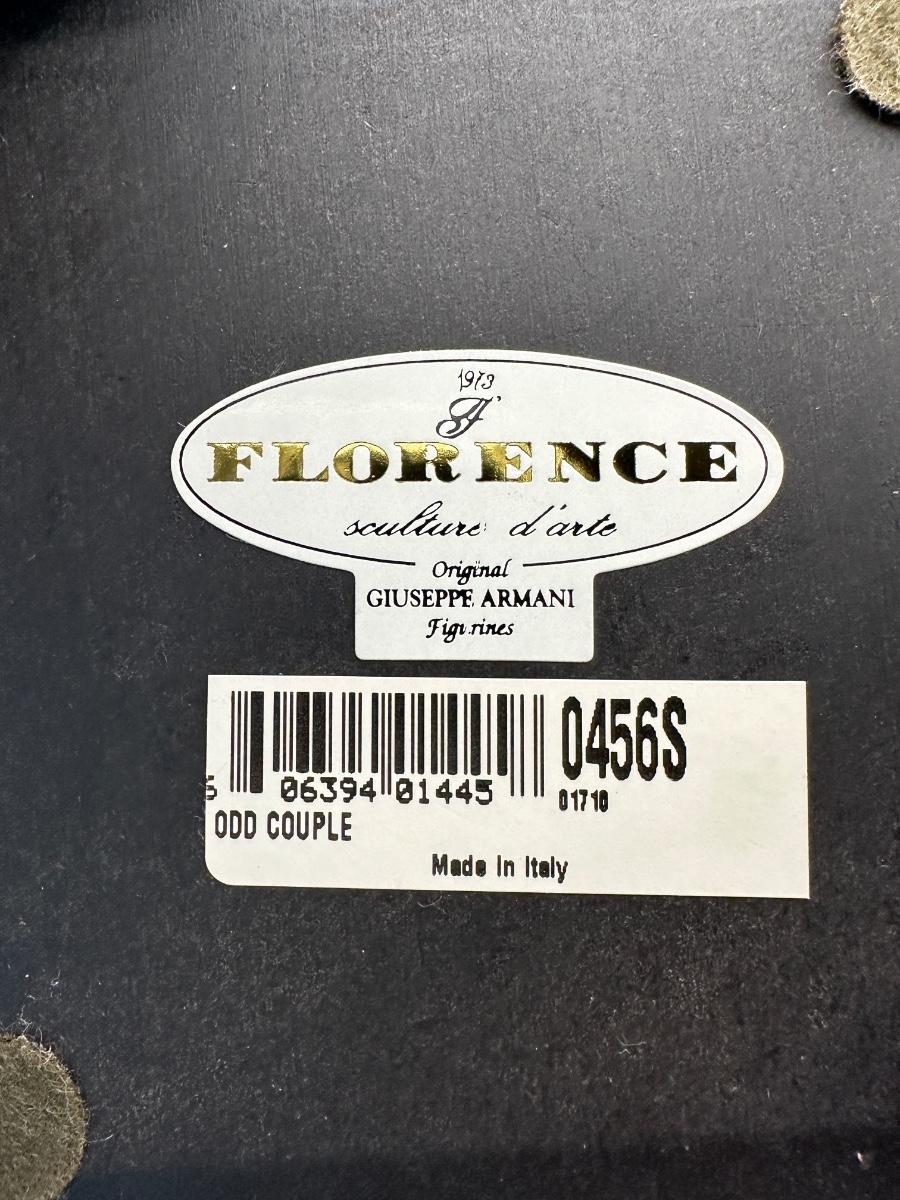 1973
FLORENCE
sculture d'arte
Original
GIUSEPPE ARMANI
Figurines
0456S
06394 01445
01710
ODD COUPLE
Made In Italy